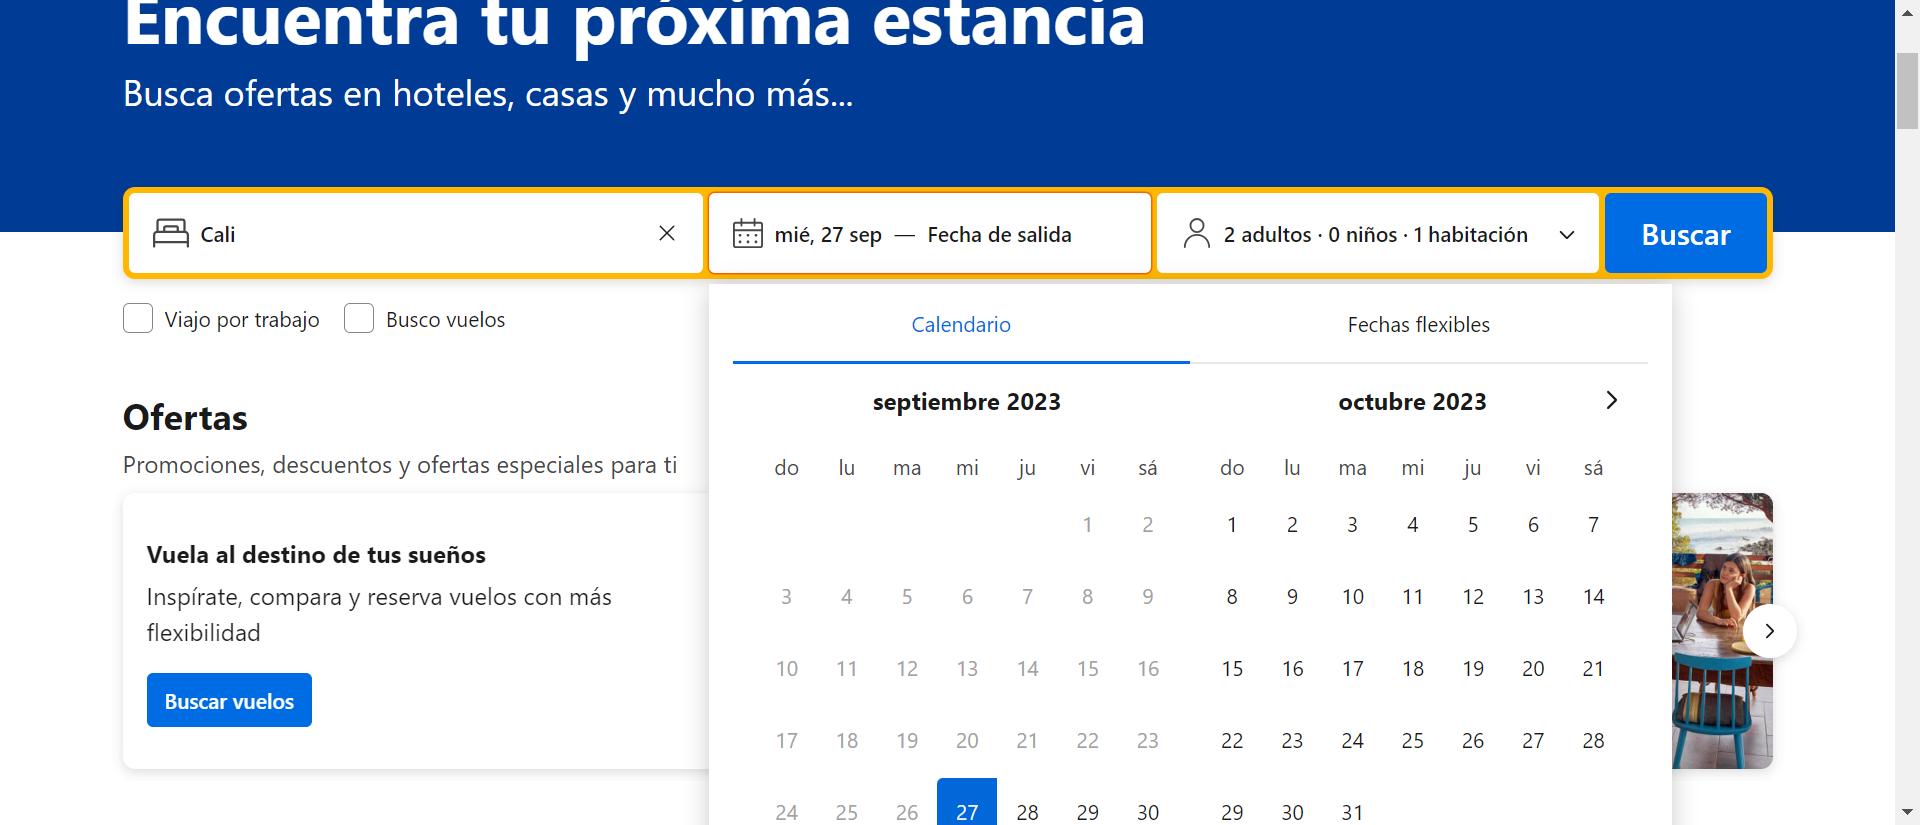 Encuentra tu próxima estancia
Busca ofertas en hoteles, casas y mucho más...
Cali
mié, 27 sep — Fecha de salida
2 adultos · 0 niños · 1 habitación
Buscar
Viajo por trabajo
Busco vuelos
Calendario
Fechas flexibles
septiembre 2023
do lu ma mi ju vi sá
1 2
3 4 5 6 7 8 9
10 11 12 13 14 15 16
17 18 19 20 21 22 23
24 25 26 27 28 29 30
octubre 2023
do lu ma mi ju vi sá
1 2 3 4 5 6 7
8 9 10 11 12 13 14
15 16 17 18 19 20 21
22 23 24 25 26 27 28
29 30 31
Ofertas
Promociones, descuentos y ofertas especiales para ti
Vuela al destino de tus sueños
Inspírate, compara y reserva vuelos con más
flexibilidad
Buscar vuelos